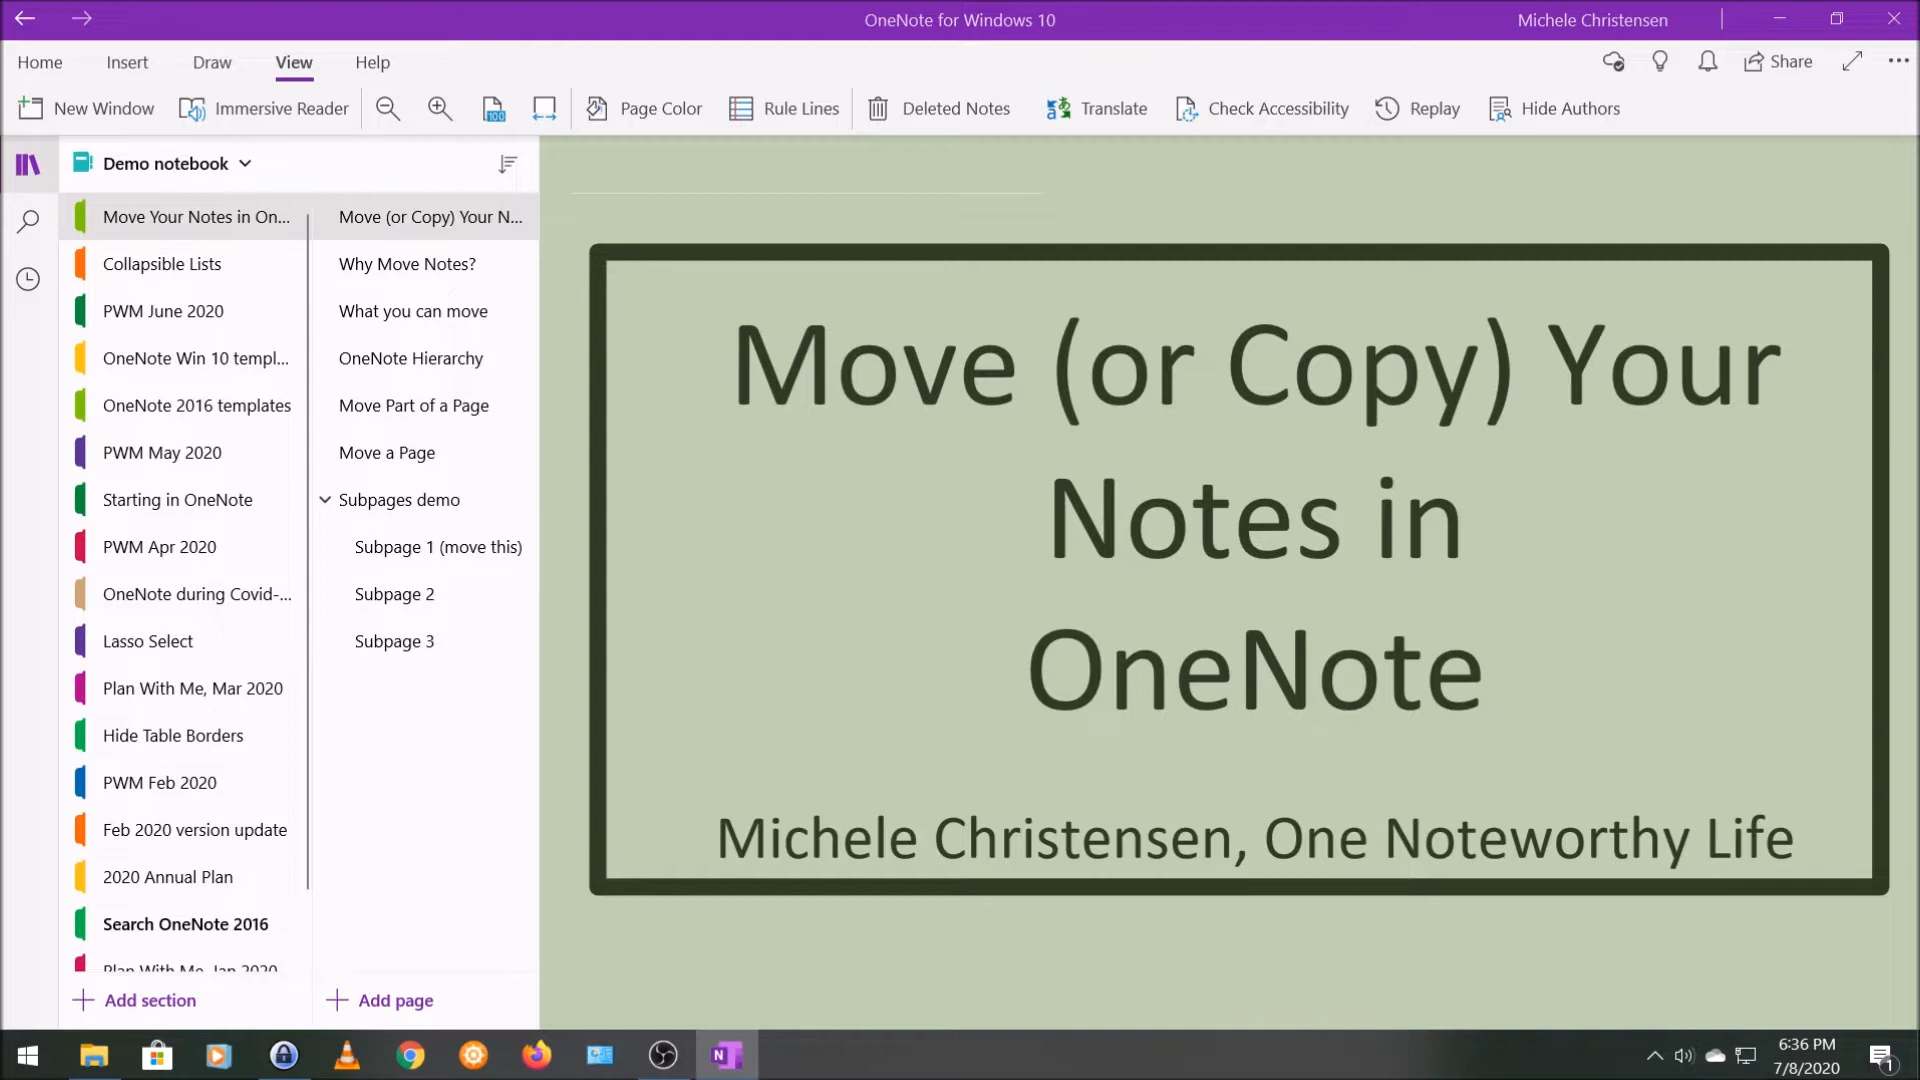 OneNote for Windows 10
Michele Christensen
Home Insert Draw View Help
Share
New Window Immersive Reader 100 Page Color Rule Lines Deleted Notes Translate Check Accessibility Replay Hide Authors
Demo notebook
Move Your Notes in On...
Collapsible Lists
PWM June 2020
OneNote Win 10 templ...
OneNote 2016 templates
PWM May 2020
Starting in OneNote
PWM Apr 2020
OneNote during Covid-...
Lasso Select
Plan With Me, Mar 2020
Hide Table Borders
PWM Feb 2020
Feb 2020 version update
2020 Annual Plan
Search OneNote 2016
Plan With Me, Jan 2020
Add section
Move (or Copy) Your N...
Why Move Notes?
What you can move
OneNote Hierarchy
Move Part of a Page
Move a Page
Subpages demo
Subpage 1 (move this)
Subpage 2
Subpage 3
Add page
Move (or Copy) Your
Notes in
OneNote
Michele Christensen, One Noteworthy Life
N
6:36 PM
7/8/2020
1